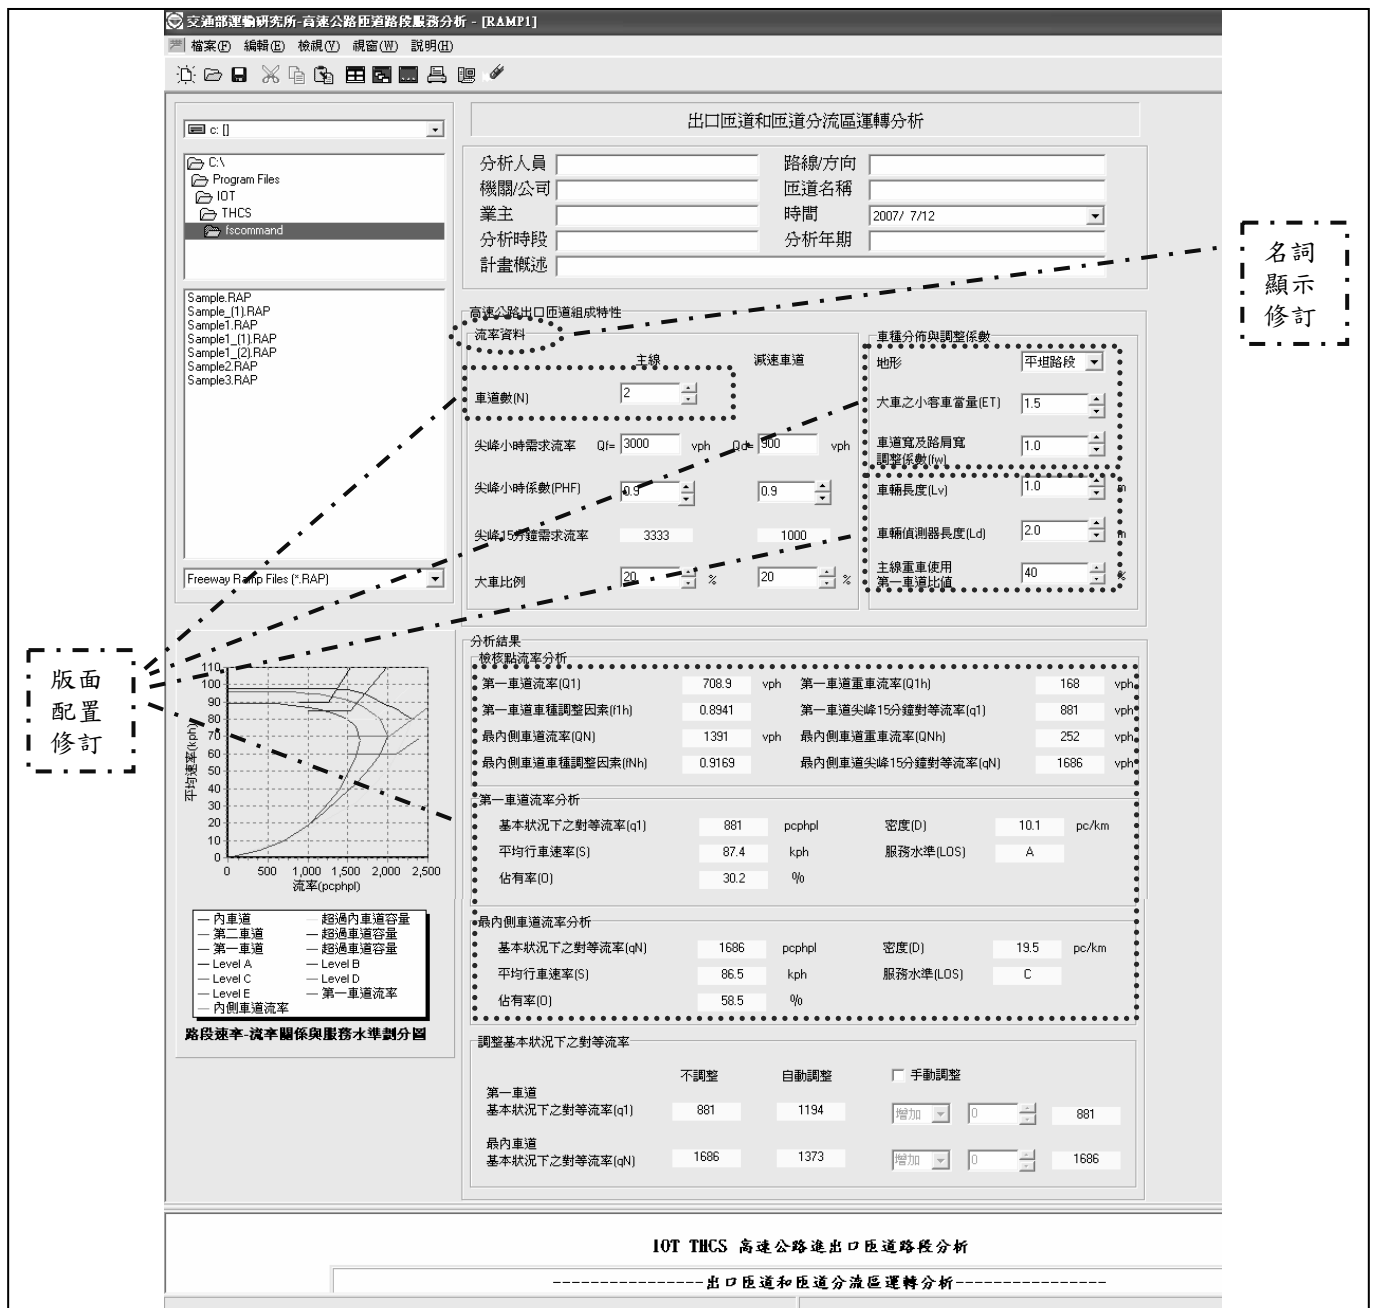 交通部運輸研究所-高速公路匝道路段服務分析 - [RAMP1]
檔案(F) 編輯(E) 檢視(V) 視窗(W) 說明(H)
c: []
C:\
Program Files
IOT
THCS
fscommand
Sample.RAP
Sample_(1).RAP
Sample1.RAP
Sample1_(1).RAP
Sample1_(2).RAP
Sample2.RAP
Sample3.RAP
Freeway Ramp Files (*.RAP)
出口匝道和匝道分流區運轉分析
分析人員 路線/方向
機關/公司 匝道名稱
業主 時間 2007/ 7/12
分析時段 分析年期
計畫概述
高速公路出口匝道組成特性
流率資料
主線 減速車道
車道數(N) 2
尖峰小時需求流率 Qf= 3000 vph Qd= 900 vph
尖峰小時係數(PHF) 0.9 0.9
尖峰15分鐘需求流率 3333 1000
大車比例 20 % 20 %
車種分佈與調整係數
地形 平坦路段
大車之小客車當量(ET) 1.5
車道寬及路肩寬
調整係數(fw) 1.0
車輛長度(Lv) 1.0 m
車輛偵測器長度(Ld) 2.0 m
主線重車使用
第一車道比值 40 %
名詞
顯示
修訂
版面
配置
修訂
110
100
90
80
70
60
50
40
30
20
10
0
平均速率(kph)
0 500 1,000 1,500 2,000 2,500
流率(pcphpl)
內車道 超過內車道容量
第二車道 超過車道容量
第一車道 超過車道容量
Level A Level B
Level C Level D
Level E 第一車道流率
內側車道流率
路段速率-流率關係與服務水準劃分圖
分析結果
檢核點流率分析
第一車道流率(Q1) 708.9 vph 第一車道重車流率(Q1h) 168 vph
第一車道車種調整因素(f1h) 0.8941 第一車道尖峰15分鐘對等流率(q1) 881 vph
最內側車道流率(QN) 1391 vph 最內側車道重車流率(QNh) 252 vph
最內側車道車種調整因素(fNh) 0.9169 最內側車道尖峰15分鐘對等流率(qN) 1686 vph
第一車道流率分析
基本狀況下之對等流率(q1) 881 pcphpl 密度(D) 10.1 pc/km
平均行車速率(S) 87.4 kph 服務水準(LOS) A
佔有率(O) 30.2 %
最內側車道流率分析
基本狀況下之對等流率(qN) 1686 pcphpl 密度(D) 19.5 pc/km
平均行車速率(S) 86.5 kph 服務水準(LOS) C
佔有率(O) 58.5 %
調整基本狀況下之對等流率
不調整 自動調整 手動調整
第一車道
基本狀況下之對等流率(q1) 881 1194 增加 0 881
最內車道
基本狀況下之對等流率(qN) 1686 1373 增加 0 1686
IOT THCS 高速公路進出口匝道路段分析
-----------------出口匝道和匝道分流區運轉分析-----------------